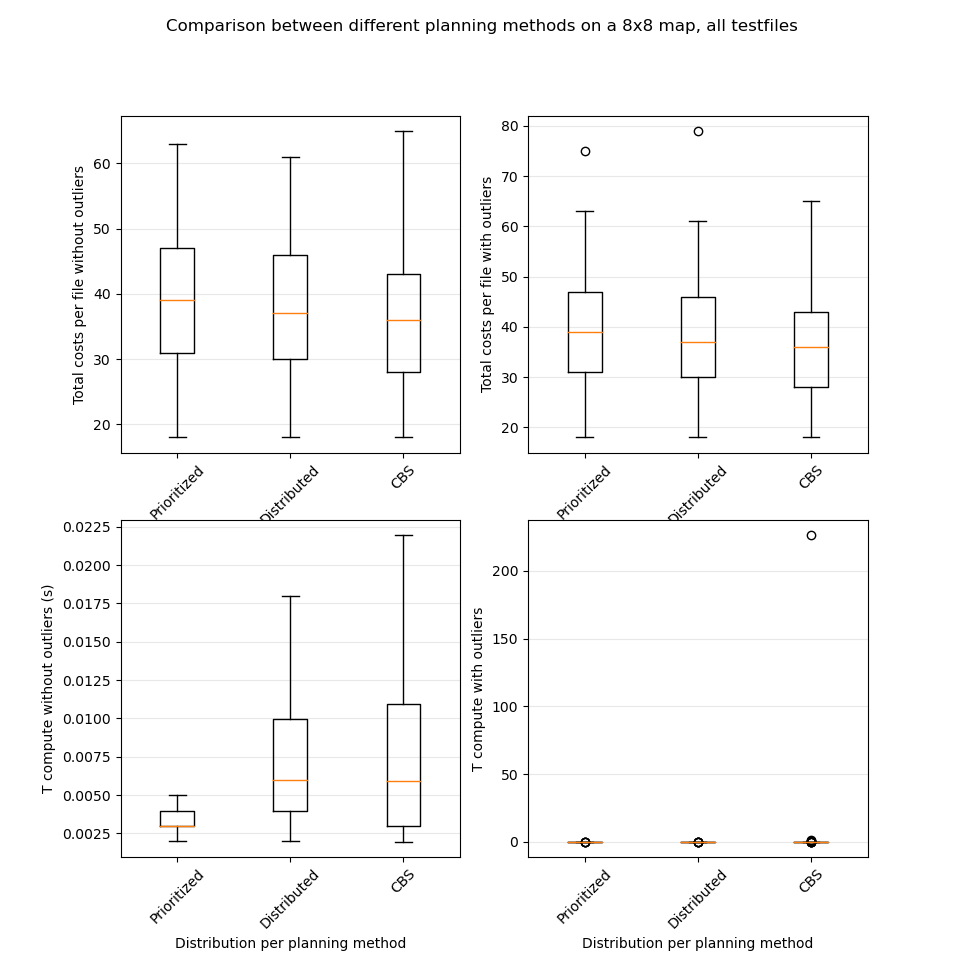 Comparison between different planning methods on a 8x8 map, all testfiles
Total costs per file without outliers
60
50
40
30
20
Prioritized
Distributed
CBS
Total costs per file with outliers
80
70
60
50
40
30
20
Prioritized
Distributed
CBS
T compute without outliers (s)
0.0225
0.0200
0.0175
0.0150
0.0125
0.0100
0.0075
0.0050
0.0025
Prioritized
Distributed
CBS
Distribution per planning method
T compute with outliers
200
150
100
50
0
Prioritized
Distributed
CBS
Distribution per planning method